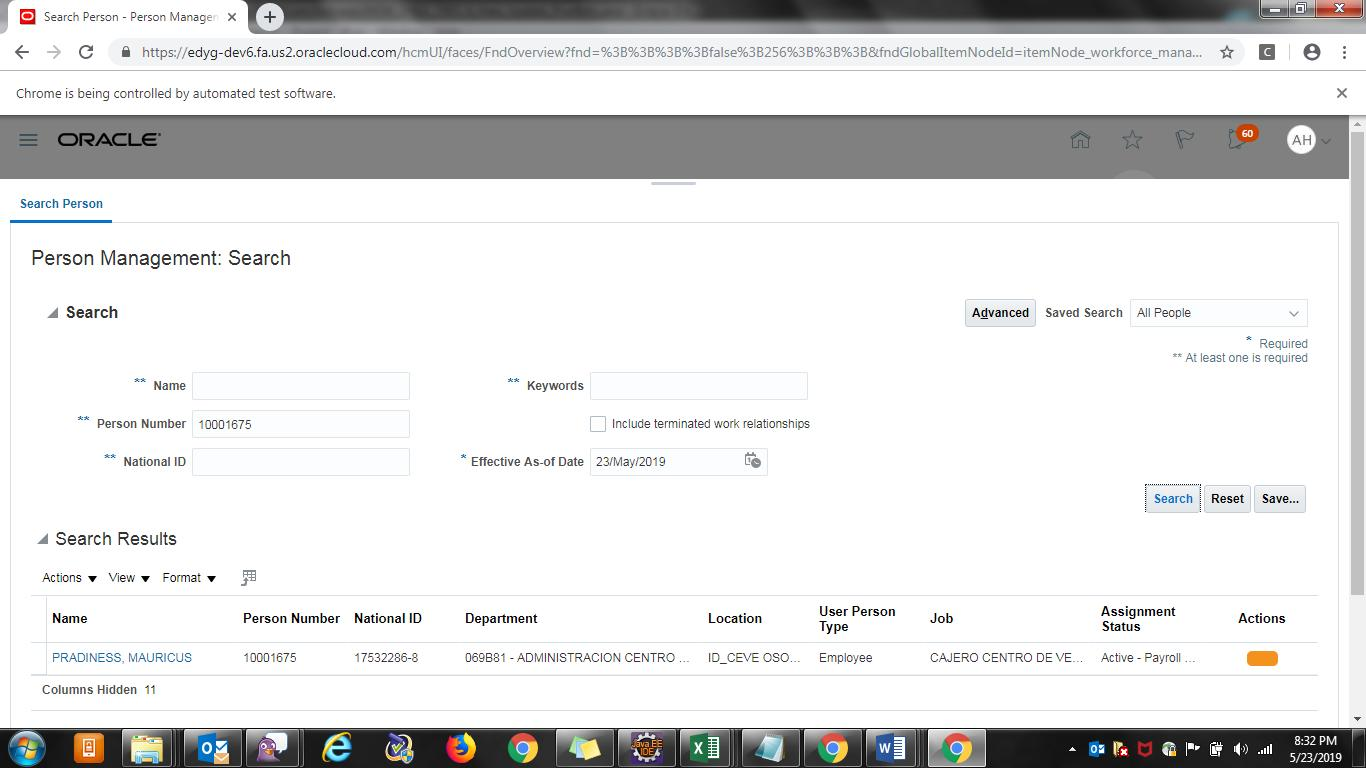 Search Person - Person Managem
https://edyg-dev6.fa.us2.oraclecloud.com/hcmUI/faces/FndOverview?fnd=%3B%3B%3B%3Bfalse%3B256%3B%3B%3B&fndGlobalItemNodeId=itemNode_workforce_mana...
Chrome is being controlled by automated test software.
ORACLE
60
AH
Search Person
Person Management: Search
Search
Advanced Saved Search All People
* Required
** At least one is required
** Name
** Keywords
** Person Number 10001675
Include terminated work relationships
** National ID
* Effective As-of Date 23/May/2019
Search Reset Save...
Search Results
Actions View Format
Name Person Number National ID Department Location User Person Type Job Assignment Status Actions
PRADINESS, MAURICUS 10001675 17532286-8 069B81 - ADMINISTRACION CENTRO ... ID_CEVE OSO... Employee CAJERO CENTRO DE VE... Active - Payroll ...
Columns Hidden 11
8:32 PM
5/23/2019